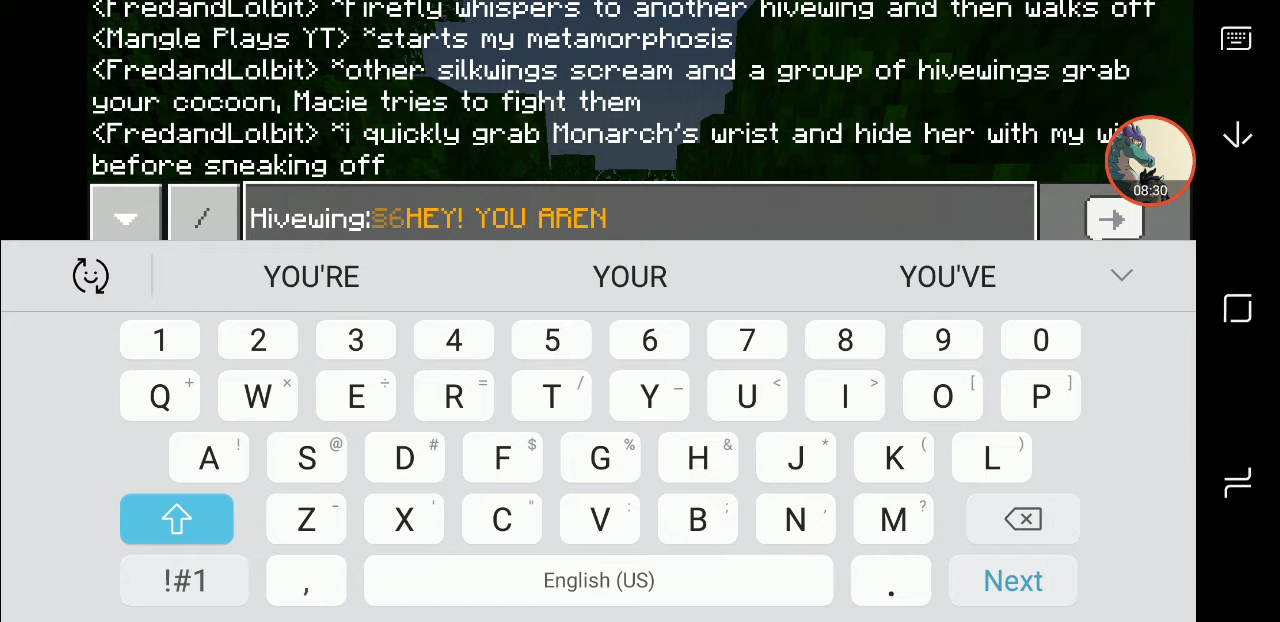 <FredandLolbit> *Firefly whispers to another hivewing and then walks off
<Mangle Plays YT> *starts my metamorphosis
<FredandLolbit> *other silkwings scream and a group of hivewings grab
your cocoon, Macie tries to fight them
<FredandLolbit> *i quickly grab Monarch's wrist and hide her with my
before sneaking off
08:30
/ Hivewing:§6HEY! YOU AREN
YOU'RE YOUR YOU'VE
1 2 3 4 5 6 7 8 9 0
Q + W × E ÷ R = T / Y _ U < I > O [ P ]
A ! S @ D # F $ G % H & J * K ( L )
Z - X ' C " V : B ; N , M ?
!#1 , English (US) . Next